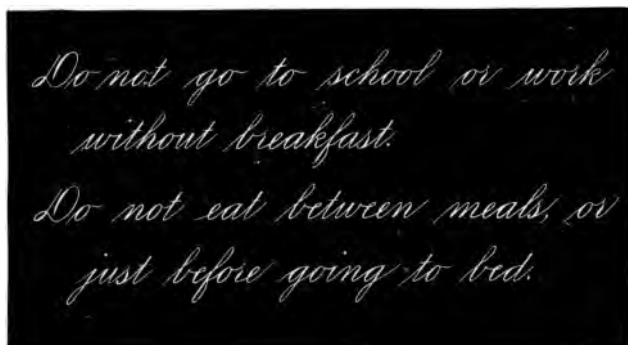 Do not go to school or work
without breakfast.
Do not eat between meals, or
just before going to bed.